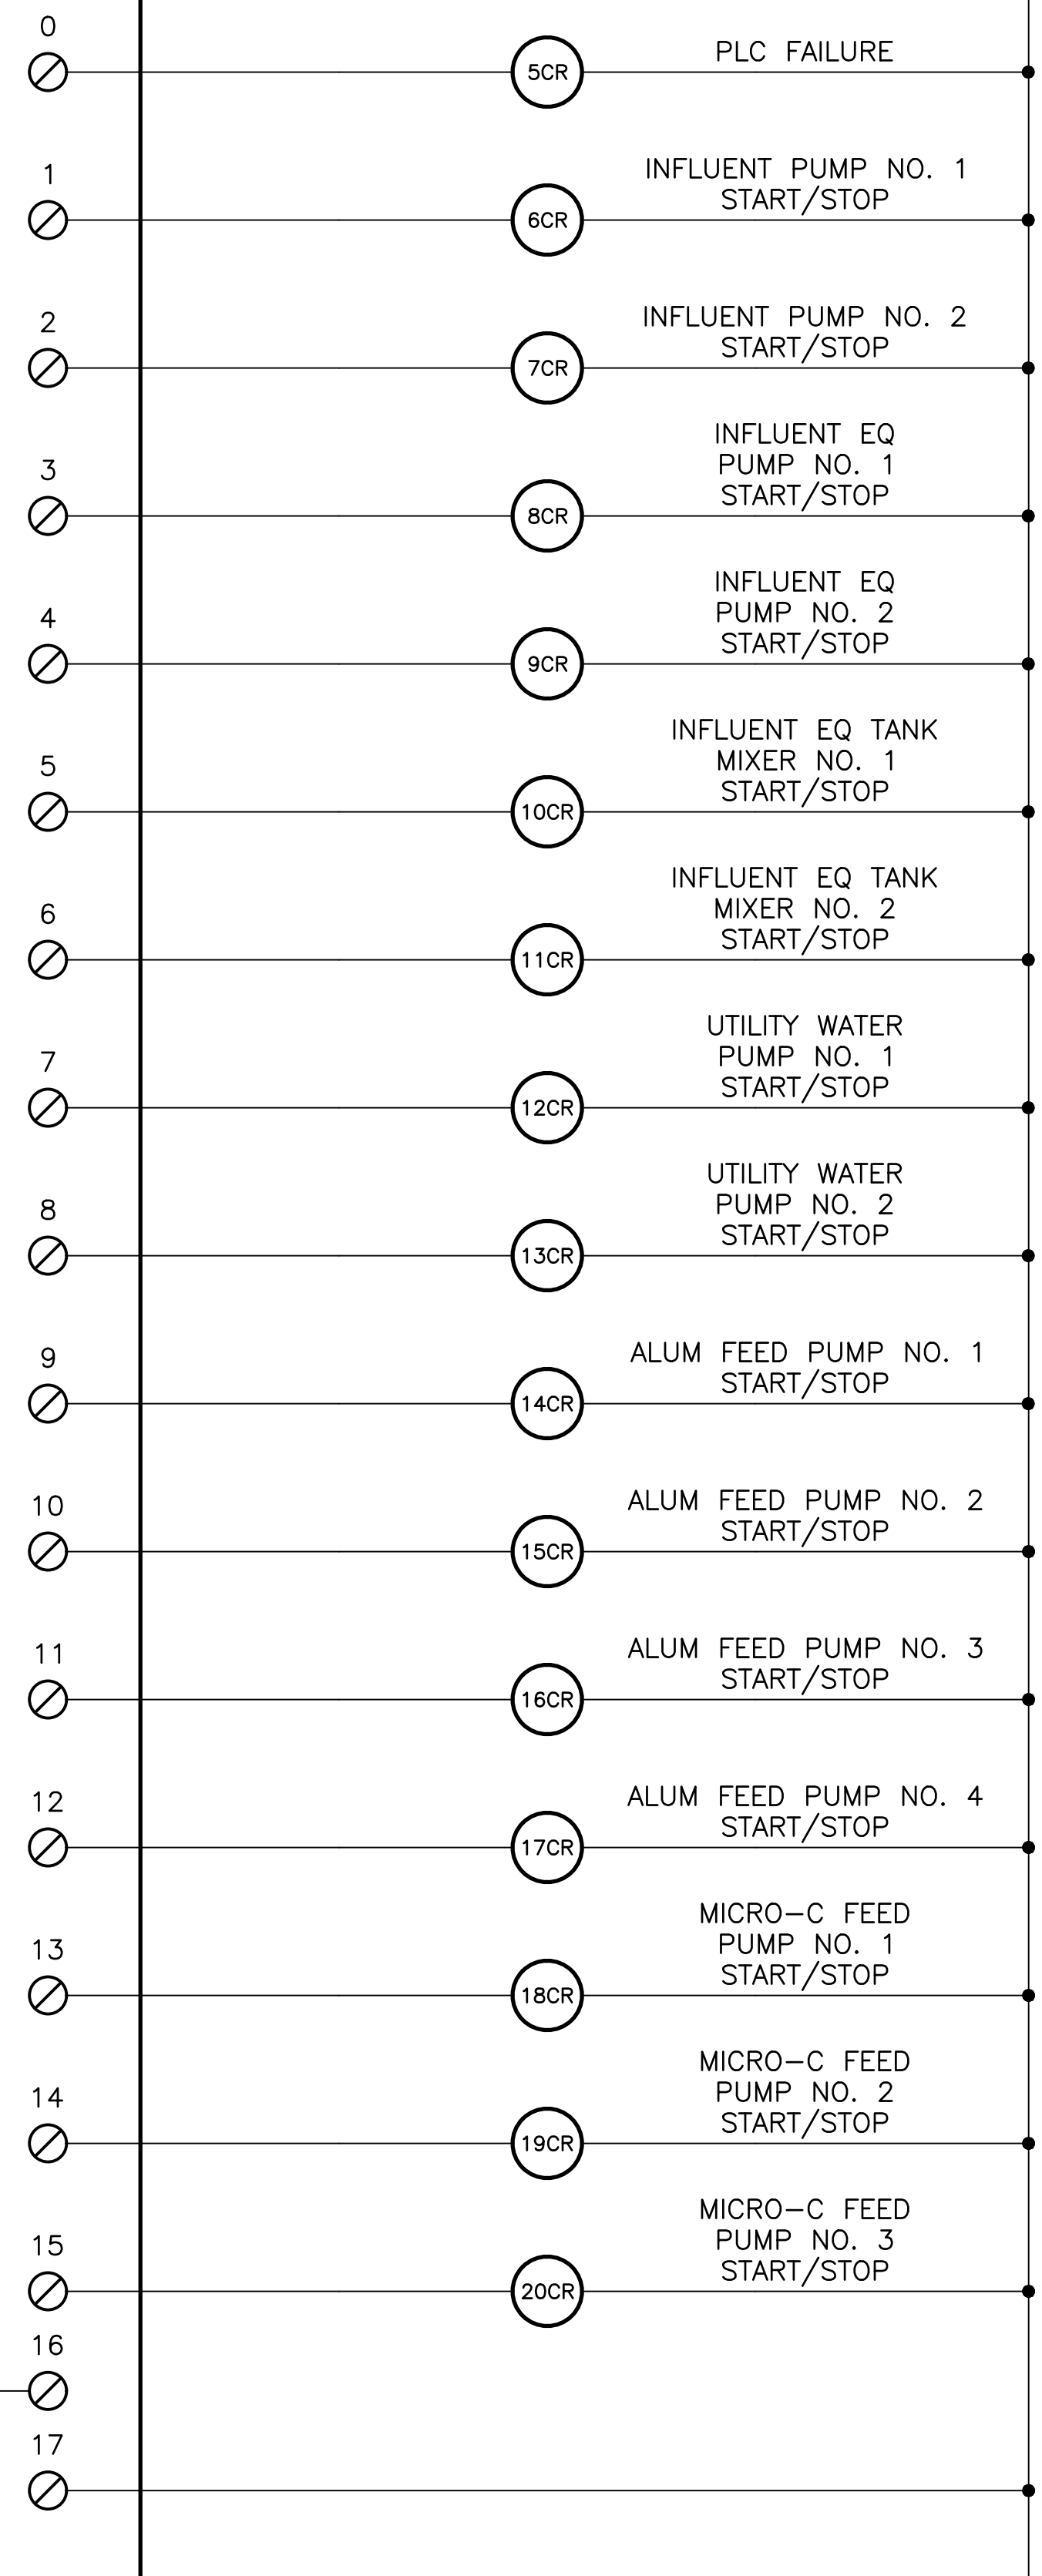 0
5CR
PLC FAILURE
1
INFLUENT PUMP NO. 1
START/STOP
6CR
2
INFLUENT PUMP NO. 2
START/STOP
7CR
3
INFLUENT EQ
PUMP NO. 1
START/STOP
8CR
4
INFLUENT EQ
PUMP NO. 2
START/STOP
9CR
5
INFLUENT EQ TANK
MIXER NO. 1
START/STOP
10CR
6
INFLUENT EQ TANK
MIXER NO. 2
START/STOP
11CR
7
UTILITY WATER
PUMP NO. 1
START/STOP
12CR
8
UTILITY WATER
PUMP NO. 2
START/STOP
13CR
9
ALUM FEED PUMP NO. 1
START/STOP
14CR
10
ALUM FEED PUMP NO. 2
START/STOP
15CR
11
ALUM FEED PUMP NO. 3
START/STOP
16CR
12
ALUM FEED PUMP NO. 4
START/STOP
17CR
13
MICRO-C FEED
PUMP NO. 1
START/STOP
18CR
14
MICRO-C FEED
PUMP NO. 2
START/STOP
19CR
15
MICRO-C FEED
PUMP NO. 3
START/STOP
20CR
16
17